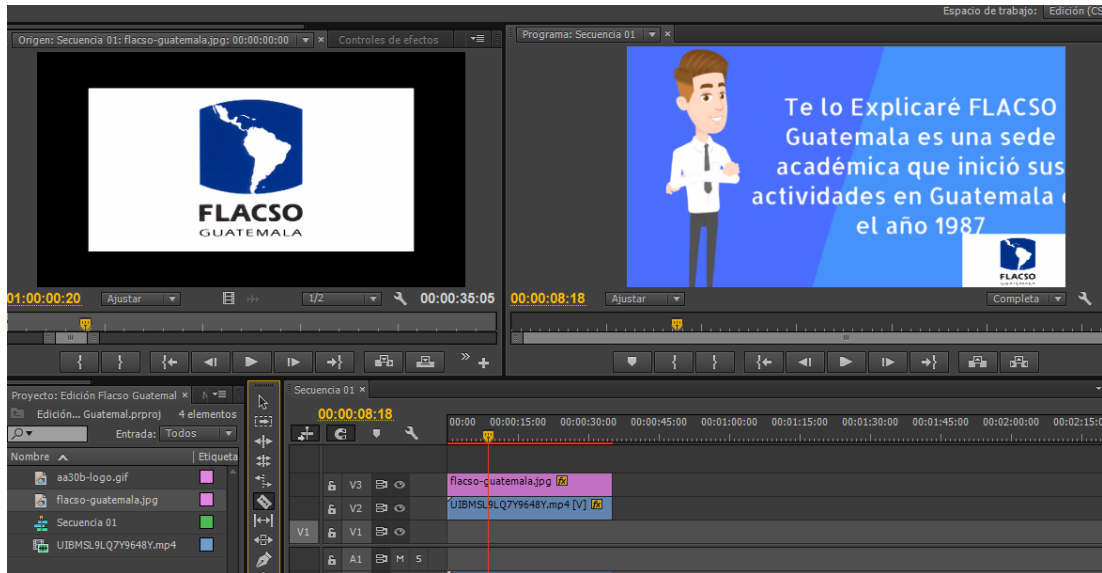 Espacio de trabajo: Edición (CS
Origen: Secuencia 01: flacso-guatemala.jpg: 00:00:00:00
Controles de efectos
Programa: Secuencia 01
FLACSO
GUATEMALA
Te lo Explicaré FLACSO
Guatemala es una sede
académica que inició sus
actividades en Guatemala
el año 1987
FLACSO
GUATEMALA
01:00:00:20 Ajustar 1/2 00:00:35:05
00:00:08:18 Ajustar Completa
Proyecto: Edición Flacso Guatemal
Edición... Guatemal.prproj 4 elementos
Entrada: Todos
Nombre Etiqueta
aa30b-logo.gif
flacso-guatemala.jpg
Secuencia 01
UIBMSL9LQ7Y9648Y.mp4
Secuencia 01
00:00:08:18
00:00 00:00:15:00 00:00:30:00 00:00:45:00 00:01:00:00 00:01:15:00 00:01:30:00 00:01:45:00 00:02:00:00 00:02:15:0
V3 flacso-guatemala.jpg fx
V2 UIBMSL9LQ7Y9648Y.mp4 [V] fx
V1 V1
A1 M S